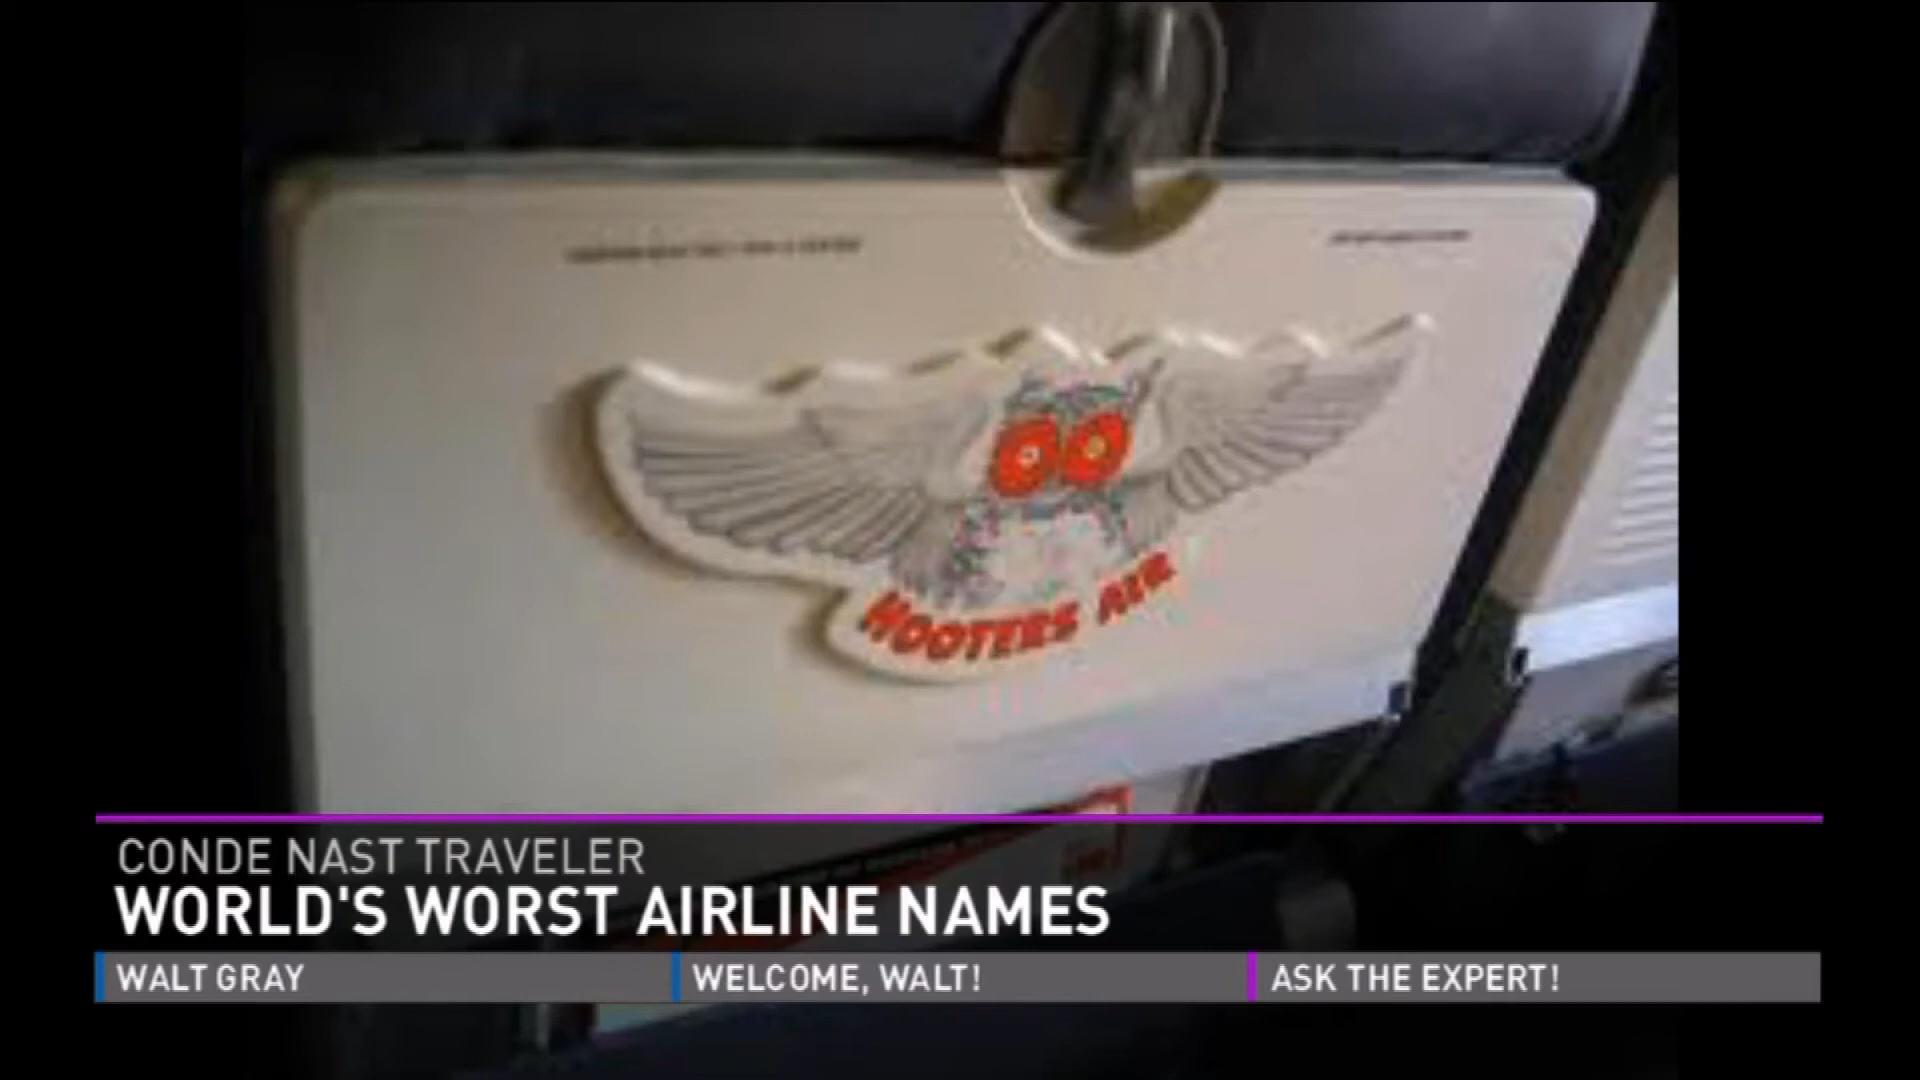 HOOTERS AIR
CONDE NAST TRAVELER
WORLD'S WORST AIRLINE NAMES
WALT GRAY
WELCOME, WALT!
ASK THE EXPERT!